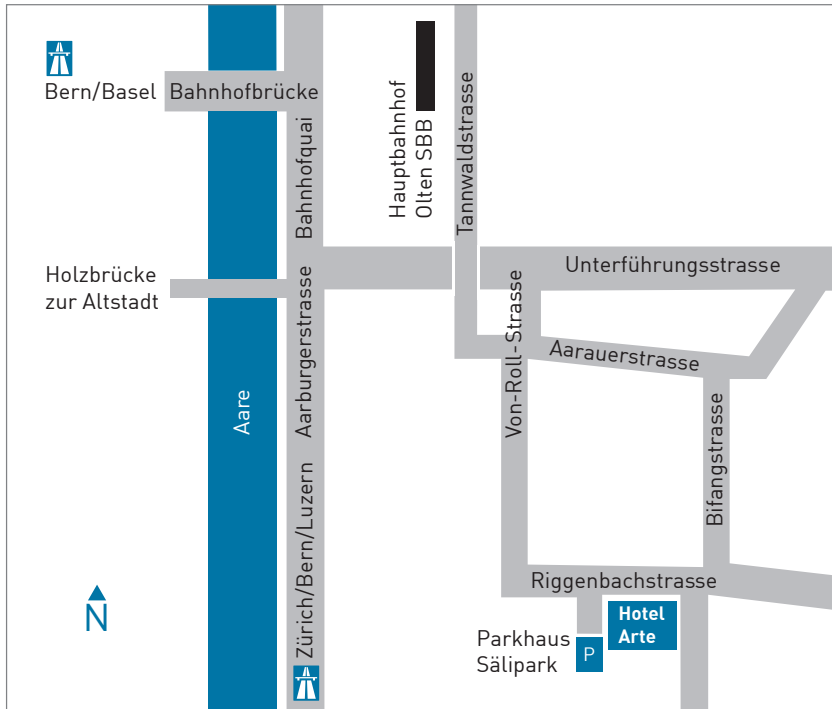 Bern/Basel
Bahnhofbrücke
Bahnhofquai
Hauptbahnhof
Olten SBB
Tannwaldstrasse
Holzbrücke
zur Altstadt
Unterführungsstrasse
Aarburgerstrasse
Von-Roll-Strasse
Aarauerstrasse
Aare
Bifangstrasse
Zürich/Bern/Luzern
Riggenbachstrasse
N
Hotel
Arte
Parkhaus
Sälipark
P